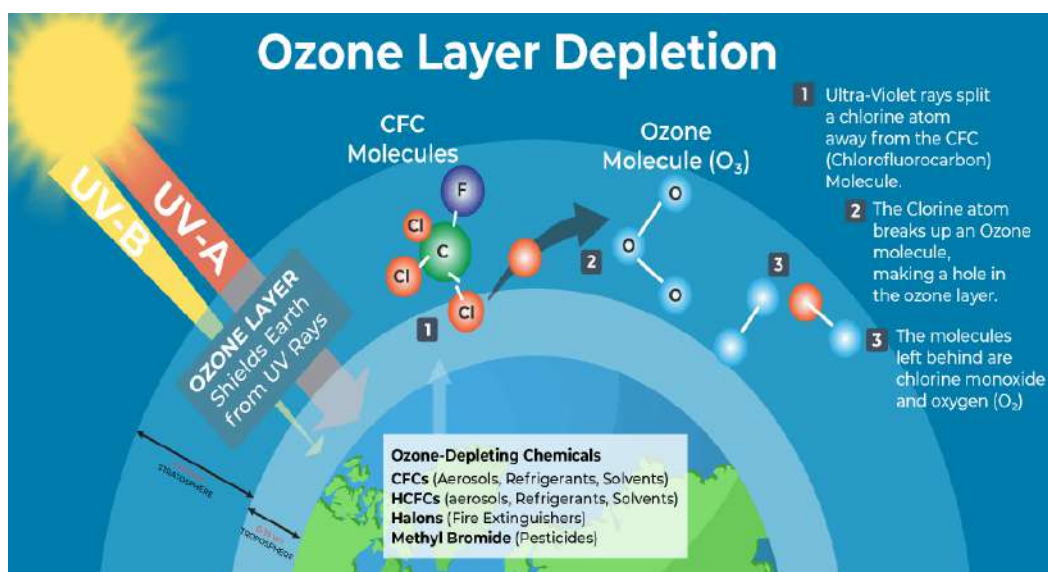 Ozone Layer Depletion
UV-B
UV-A
OZONE LAYER
Shields Earth
from UV Rays
STRATOSPHERE
TROPOSPHERE
CFC
Molecules
F
Cl
C
Cl
Cl
1
Ozone
Molecule (O₃)
O
O
O
2
3
1 Ultra-Violet rays split
a chlorine atom
away from the CFC
(Chlorofluorocarbon)
Molecule.
2 The Clorine atom
breaks up an Ozone
molecule,
making a hole in
the ozone layer.
3 The molecules
left behind are
chlorine monoxide
and oxygen (O₂)
Ozone-Depleting Chemicals
CFCs (Aerosols, Refrigerants, Solvents)
HCFCs (aerosols, Refrigerants, Solvents)
Halons (Fire Extinguishers)
Methyl Bromide (Pesticides)